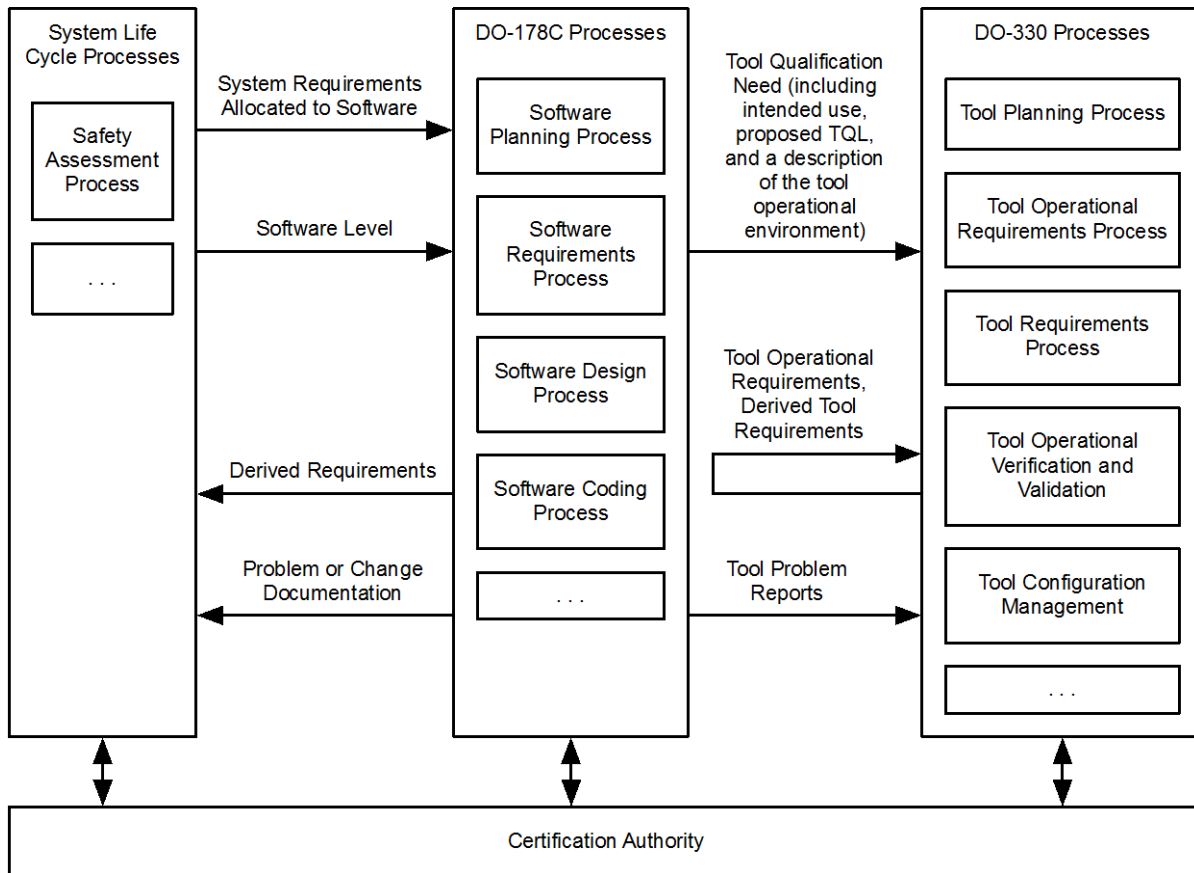 System Life
Cycle Processes
Safety
Assessment
Process
. . .
System Requirements
Allocated to Software
Software Level
Derived Requirements
Problem or Change
Documentation
DO-178C Processes
Software
Planning Process
Software
Requirements
Process
Software Design
Process
Software Coding
Process
. . .
Tool Qualification
Need (including
intended use,
proposed TQL,
and a description
of the tool
operational
environment)
Tool Operational
Requirements,
Derived Tool
Requirements
Tool Problem
Reports
DO-330 Processes
Tool Planning Process
Tool Operational
Requirements Process
Tool Requirements
Process
Tool Operational
Verification and
Validation
Tool Configuration
Management
. . .
Certification Authority